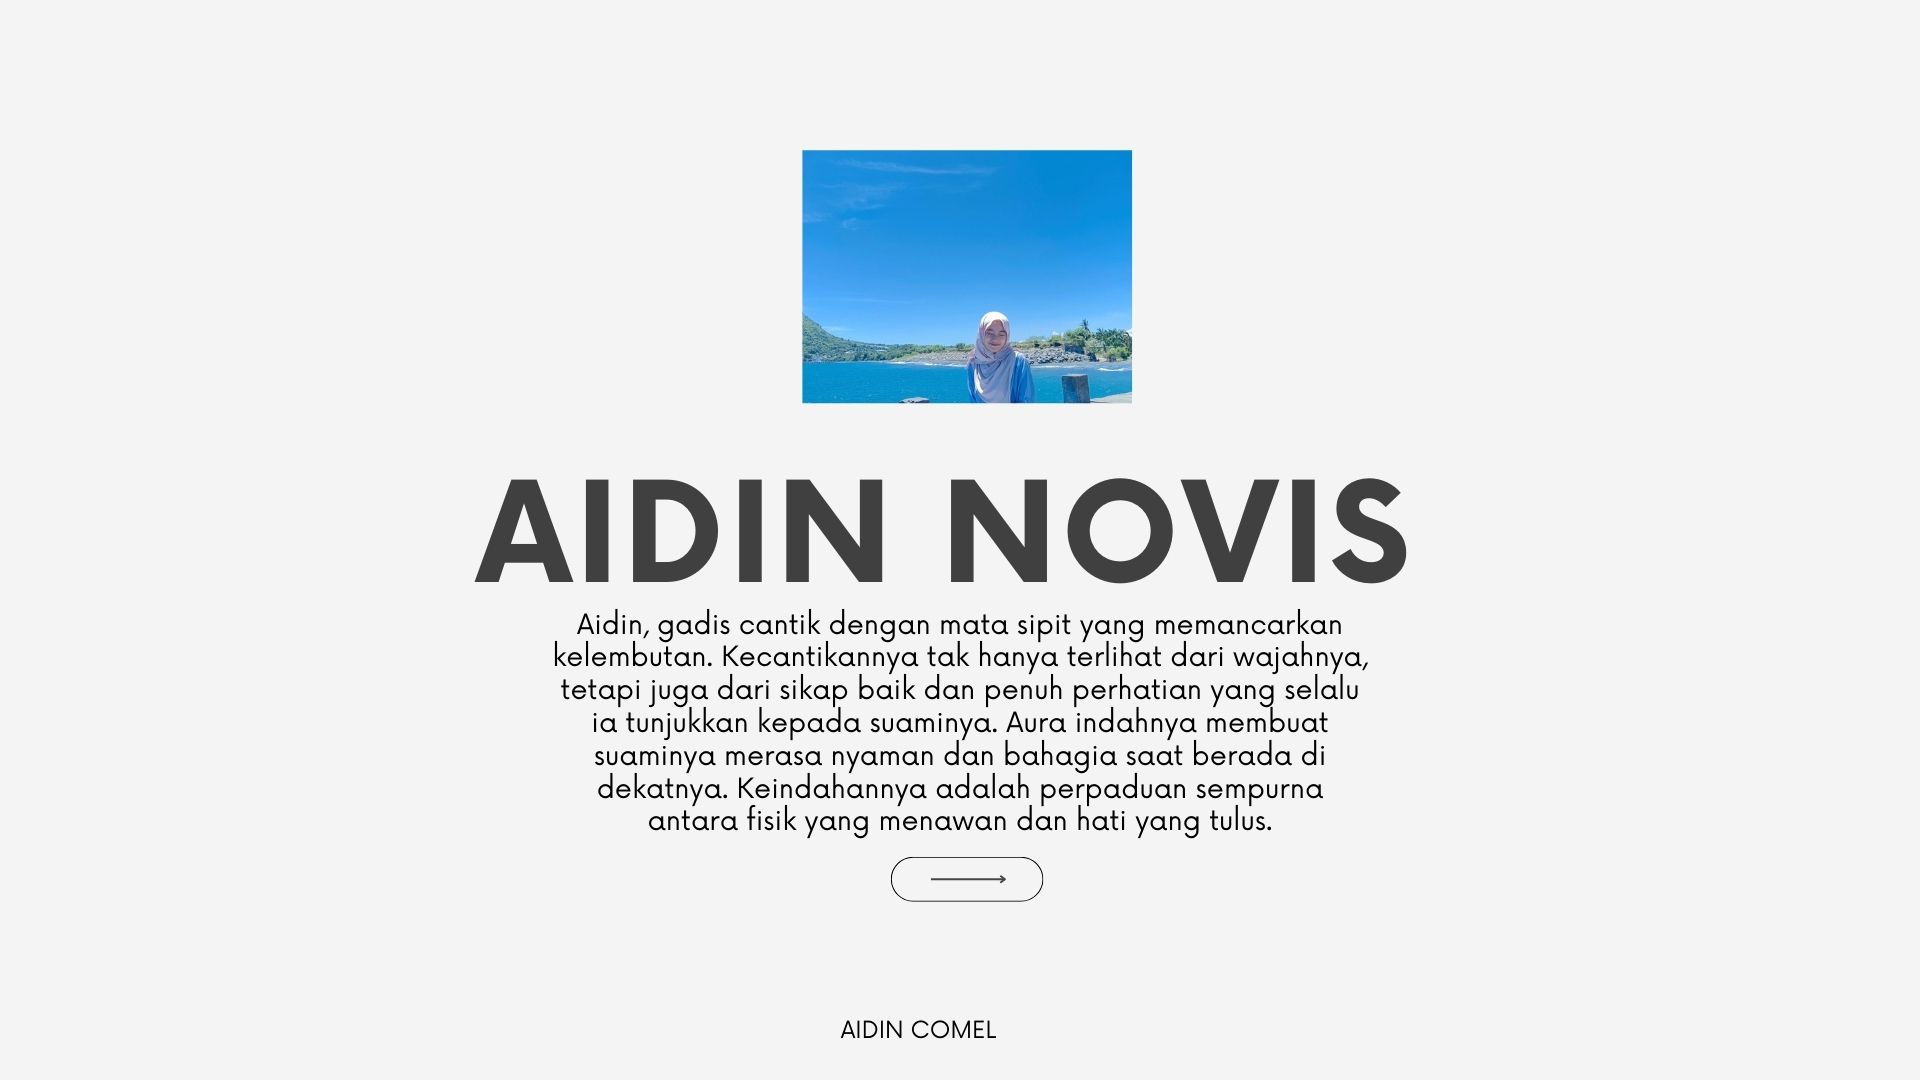 AIDIN NOVIS
Aidin, gadis cantik dengan mata sipit yang memancarkan
kelembutan. Kecantikannya tak hanya terlihat dari wajahnya,
tetapi juga dari sikap baik dan penuh perhatian yang selalu
ia tunjukkan kepada suaminya. Aura indahnya membuat
suaminya merasa nyaman dan bahagia saat berada di
dekatnya. Keindahannya adalah perpaduan sempurna
antara fisik yang menawan dan hati yang tulus.
AIDIN COMEL